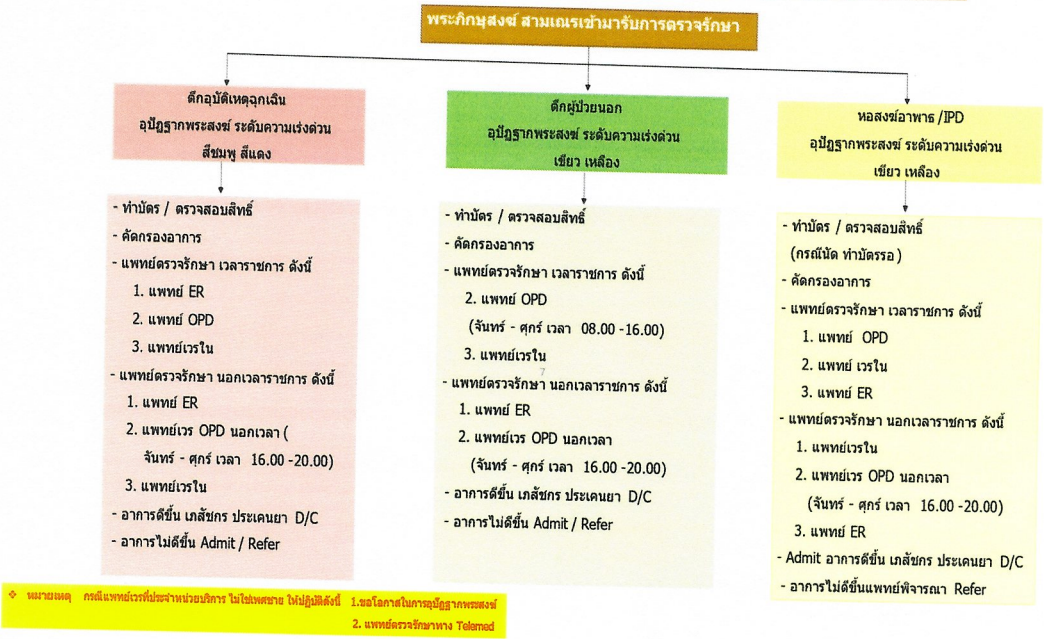 พระภิกษุสงฆ์ สามเณรเข้ามารับการตรวจรักษา
ตึกอุบัติเหตุฉุกเฉิน
อุปัฏฐากพระสงฆ์ ระดับความเร่งด่วน
สีชมพู สีแดง
- ทำบัตร / ตรวจสอบสิทธิ์
- คัดกรองอาการ
- แพทย์ตรวจรักษา เวลาราชการ ดังนี้
1. แพทย์ ER
2. แพทย์ OPD
3. แพทย์เวรใน
- แพทย์ตรวจรักษา นอกเวลาราชการ ดังนี้
1. แพทย์ ER
2. แพทย์เวร OPD นอกเวลา (
จันทร์ - ศุกร์ เวลา 16.00 -20.00)
3. แพทย์เวรใน
- อาการดีขึ้น เภสัชกร ประเคนยา D/C
- อาการไม่ดีขึ้น Admit / Refer
ตึกผู้ป่วยนอก
อุปัฏฐากพระสงฆ์ ระดับความเร่งด่วน
เขียว เหลือง
- ทำบัตร / ตรวจสอบสิทธิ์
- คัดกรองอาการ
- แพทย์ตรวจรักษา เวลาราชการ ดังนี้
2. แพทย์ OPD
(จันทร์ - ศุกร์ เวลา 08.00 -16.00)
3. แพทย์เวรใน
7
- แพทย์ตรวจรักษา นอกเวลาราชการ ดังนี้
1. แพทย์ ER
2. แพทย์เวร OPD นอกเวลา
(จันทร์ - ศุกร์ เวลา 16.00 -20.00)
- อาการดีขึ้น เภสัชกร ประเคนยา D/C
- อาการไม่ดีขึ้น Admit / Refer
หอสงฆ์อาพาธ /IPD
อุปัฏฐากพระสงฆ์ ระดับความเร่งด่วน
เขียว เหลือง
- ทำบัตร / ตรวจสอบสิทธิ์
(กรณีนัด ทำบัตรรอ )
- คัดกรองอาการ
- แพทย์ตรวจรักษา เวลาราชการ ดังนี้
1. แพทย์ OPD
2. แพทย์ เวรใน
3. แพทย์ ER
- แพทย์ตรวจรักษา นอกเวลาราชการ ดังนี้
1. แพทย์เวรใน
2. แพทย์เวร OPD นอกเวลา
(จันทร์ - ศุกร์ เวลา 16.00 -20.00)
3. แพทย์ ER
- Admit อาการดีขึ้น เภสัชกร ประเคนยา D/C
- อาการไม่ดีขึ้นแพทย์พิจารณา Refer
❖ หมายเหตุ กรณีแพทย์เวรที่ประจำหน่วยบริการ ไม่ใช่เพศชาย ให้ปฏิบัติดังนี้ 1.ขอโอกาสในการอุปัฏฐากพระสงฆ์
2. แพทย์ตรวจรักษาทาง Telemed